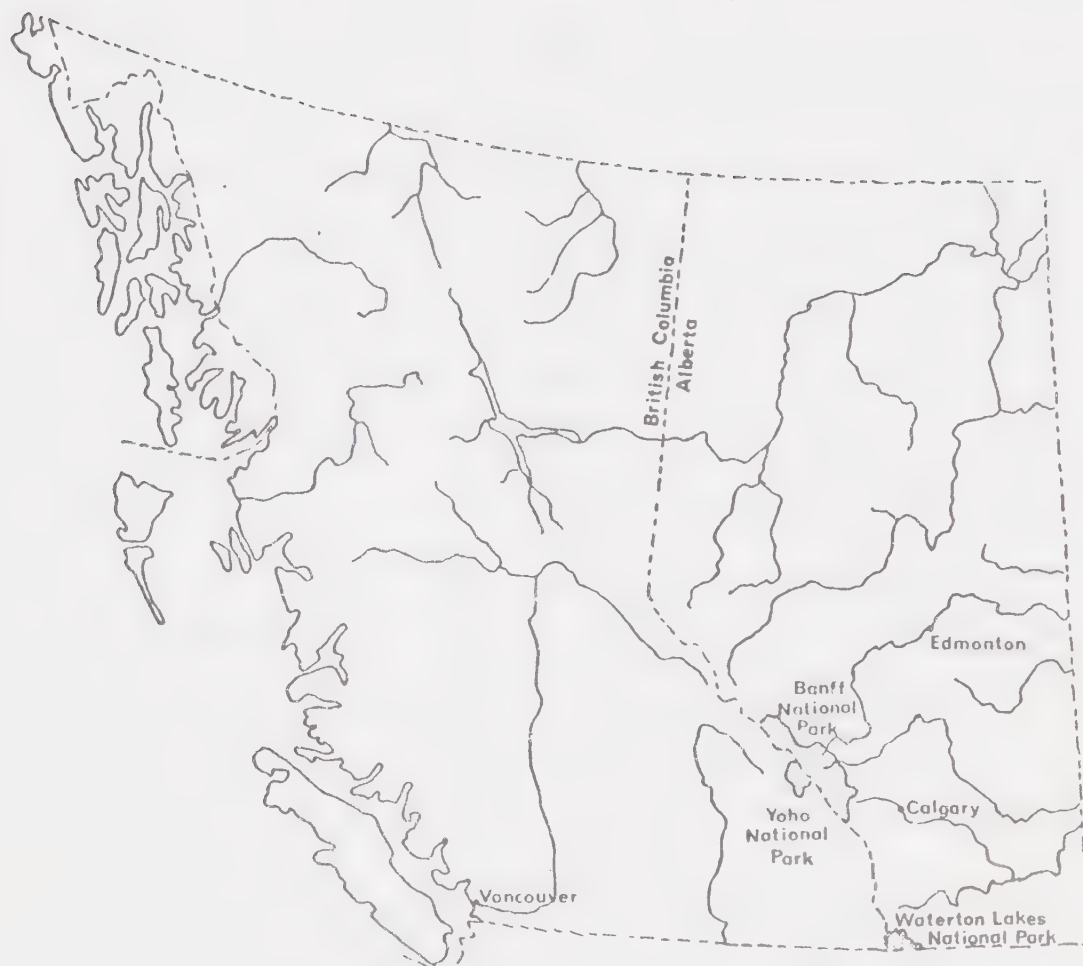 British Columbia
Alberta
Edmonton
Banff
National
Park
Yoho
National
Park
Calgary
Vancouver
Waterton Lakes
National Park